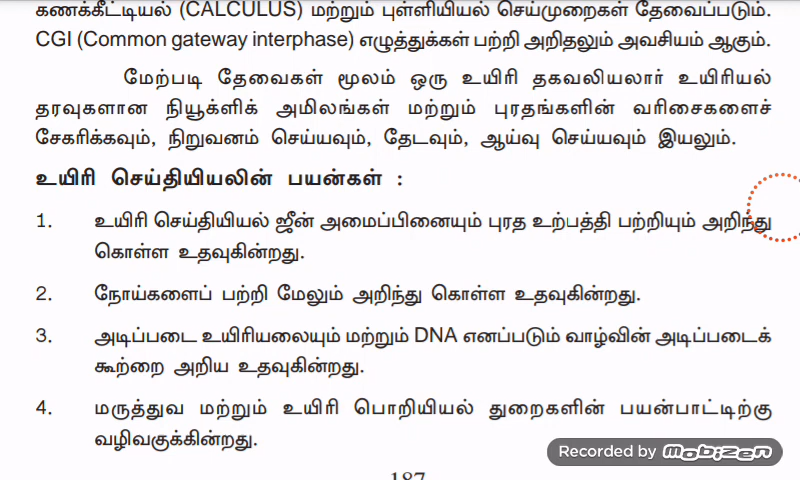 கணக்கீட்டியல் (CALCULUS) மற்றும் புள்ளியியல் செய்முறைகள் தேவைப்படும்.
CGI (Common gateway interphase) எழுத்துக்கள் பற்றி அறிதலும் அவசியம் ஆகும்.
மேற்படி தேவைகள் மூலம் ஒரு உயிரி தகவலியலார் உயிரியல்
தரவுகளான நியூக்ளிக் அமிலங்கள் மற்றும் புரதங்களின் வரிசைகளைச்
சேகரிக்கவும், நிறுவனம் செய்யவும், தேடவும், ஆய்வு செய்யவும் இயலும்.
உயிரி செய்தியியலின் பயன்கள் :
1. உயிரி செய்தியியல் ஜீன் அமைப்பினையும் புரத உற்பத்தி பற்றியும் அறிந்து
கொள்ள உதவுகின்றது.
2. நோய்களைப் பற்றி மேலும் அறிந்து கொள்ள உதவுகின்றது.
3. அடிப்படை உயிரியலையும் மற்றும் DNA எனப்படும் வாழ்வின் அடிப்படைக்
கூற்றை அறிய உதவுகின்றது.
4. மருத்துவ மற்றும் உயிரி பொறியியல் துறைகளின் பயன்பாட்டிற்கு
வழிவகுக்கின்றது.
Recorded by mobizen
187